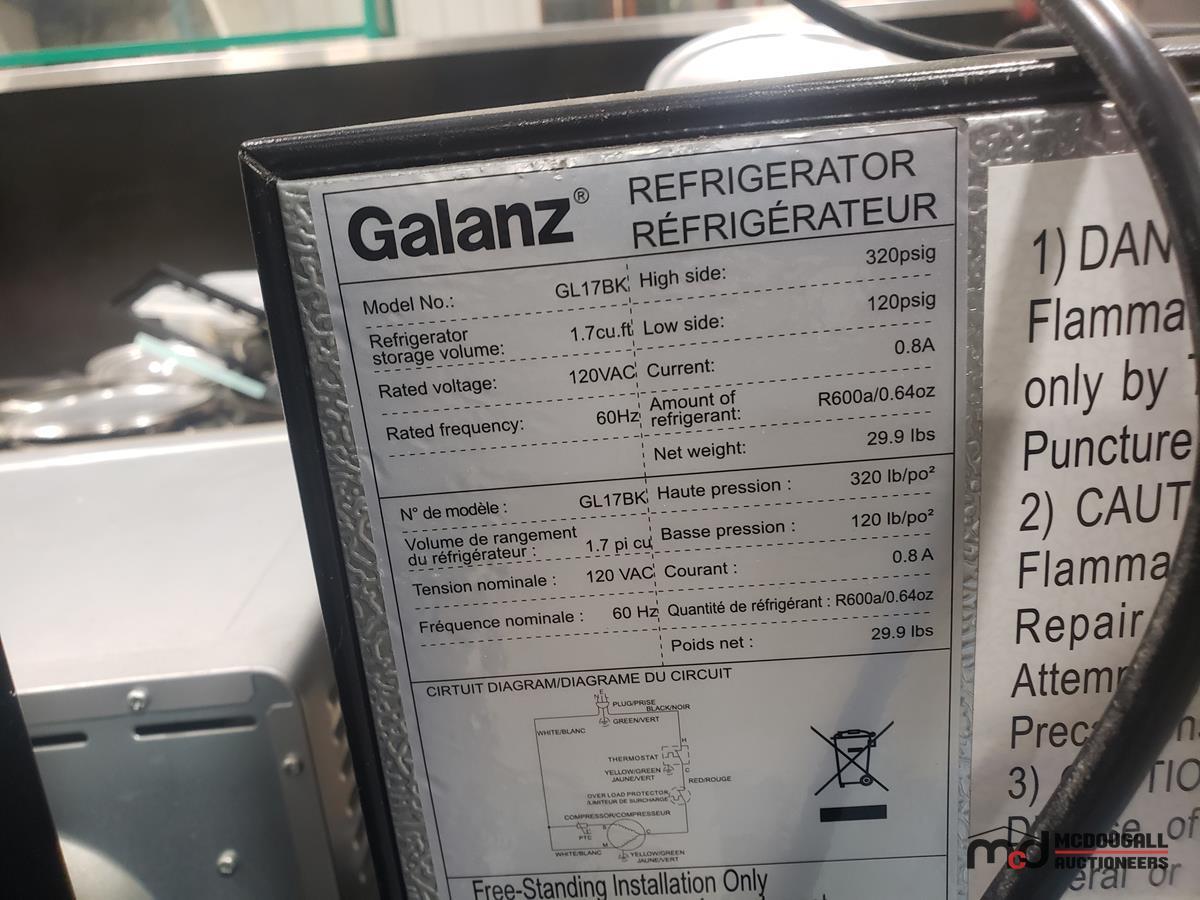 Galanz®
REFRIGERATOR
RÉFRIGÉRATEUR
Model No.: GL17BK
Refrigerator
storage volume: 1.7cu.ft
Rated voltage: 120VAC
Rated frequency: 60Hz
High side: 320psig
Low side: 120psig
Current: 0.8A
Amount of
refrigerant: R600a/0.64oz
Net weight: 29.9 lbs
N° de modèle : GL17BK
Volume de rangement
du réfrigérateur : 1.7 pi cu
Tension nominale : 120 VAC
Fréquence nominale : 60 Hz
Haute pression : 320 lb/po²
Basse pression : 120 lb/po²
Courant : 0.8 A
Quantité de réfrigérant : R600a/0.64oz
Poids net : 29.9 lbs
CIRTUIT DIAGRAM/DIAGRAME DU CIRCUIT
E
N L
PLUG/PRISE
BLACK/NOIR
GREEN/VERT
WHITE/BLANC
H
THERMOSTAT
C
YELLOW/GREEN
JAUNE/VERT
RED/ROUGE
OVER LOAD PROTECTOR
/LIMITEUR DE SURCHARGE
COMPRESSOR/COMPRESSEUR
PTC
S
C
M
WHITE/BLANC
YELLOW/GREEN
JAUNE/VERT
Free-Standing Installation Only
1) DAN
Flamma
only by
Puncture
2) CAUT
Flamma
Repair
Attemp
Prec
3)
of
or
mcd
MCDOUGALL
AUCTIONEERS